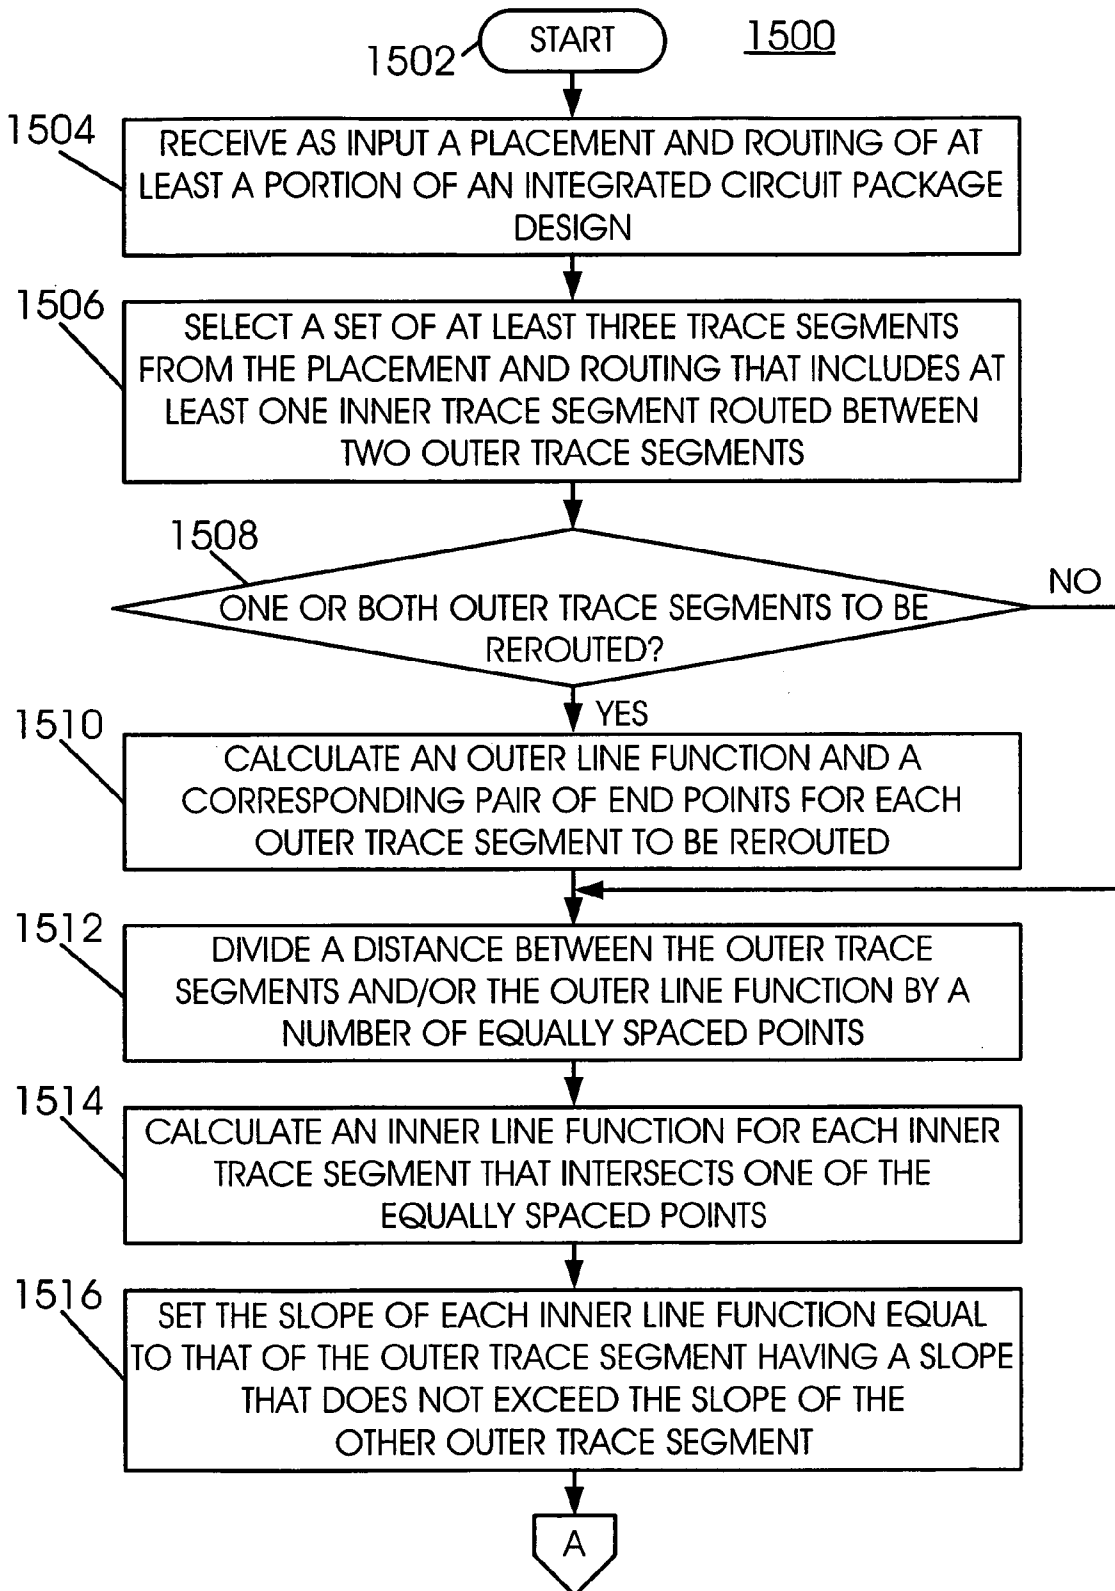 START
1500
1502
1504
RECEIVE AS INPUT A PLACEMENT AND ROUTING OF AT
LEAST A PORTION OF AN INTEGRATED CIRCUIT PACKAGE
DESIGN
1506
SELECT A SET OF AT LEAST THREE TRACE SEGMENTS
FROM THE PLACEMENT AND ROUTING THAT INCLUDES AT
LEAST ONE INNER TRACE SEGMENT ROUTED BETWEEN
TWO OUTER TRACE SEGMENTS
1508
NO
ONE OR BOTH OUTER TRACE SEGMENTS TO BE
REROUTED?
YES
1510
CALCULATE AN OUTER LINE FUNCTION AND A
CORRESPONDING PAIR OF END POINTS FOR EACH
OUTER TRACE SEGMENT TO BE REROUTED
1512
DIVIDE A DISTANCE BETWEEN THE OUTER TRACE
SEGMENTS AND/OR THE OUTER LINE FUNCTION BY A
NUMBER OF EQUALLY SPACED POINTS
1514
CALCULATE AN INNER LINE FUNCTION FOR EACH INNER
TRACE SEGMENT THAT INTERSECTS ONE OF THE
EQUALLY SPACED POINTS
1516
SET THE SLOPE OF EACH INNER LINE FUNCTION EQUAL
TO THAT OF THE OUTER TRACE SEGMENT HAVING A SLOPE
THAT DOES NOT EXCEED THE SLOPE OF THE
OTHER OUTER TRACE SEGMENT
A